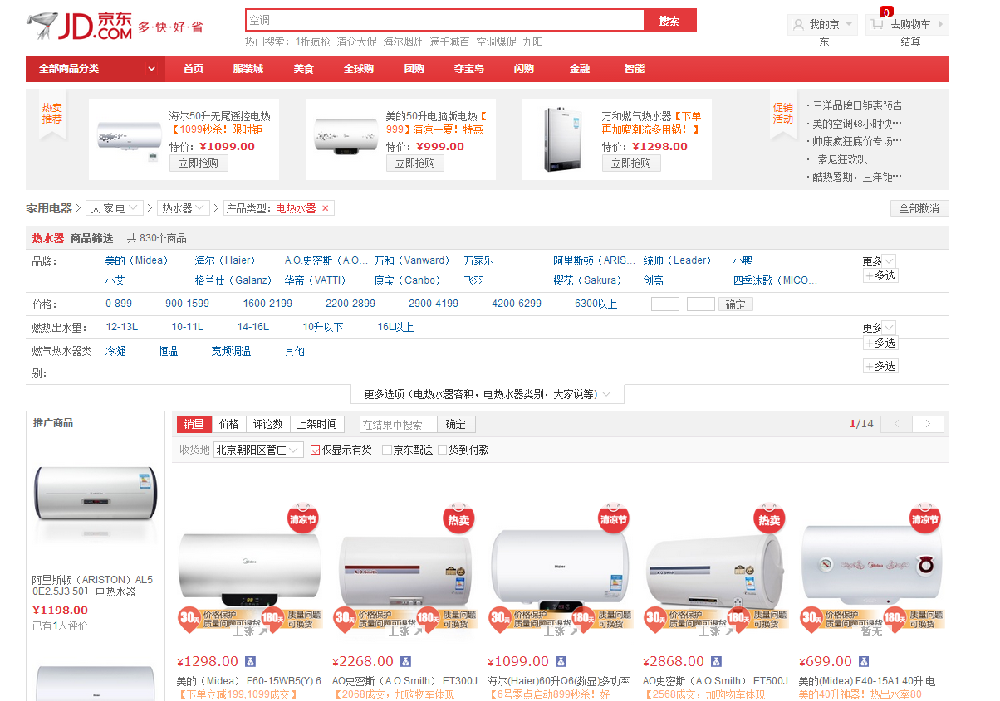 JD 京东
.COM
多·快·好·省
空调
搜索
热门搜索: 1折疯抢 清仓大促 海尔烟灶 满千减百 空调爆促 九阳
我的京东
0
去购物车结算
全部商品分类
首页 服装城 美食 全球购 团购 夺宝岛 闪购 金融 智能
热卖
推荐
海尔50升无尾遥控电热
【1099秒杀!限时钜
特价: ¥1099.00
立即抢购
美的50升电脑版电热【
999】清凉一夏!特惠
特价: ¥999.00
立即抢购
万和燃气热水器【下单
再加赠潮流多用锅!】
特价: ¥1298.00
立即抢购
促销
活动
· 三洋品牌日钜惠预告
· 美的空调48小时快…
· 帅康疯狂底价专场…
· 索尼狂欢趴
· 酷热暑期,三洋钜…
家用电器 > 大家电 > 热水器 > 产品类型: 电热水器 ×
全部撤消
热水器 商品筛选 共 830个商品
品牌:
美的(Midea) 海尔(Haier) A.O.史密斯(A.O... 万和(Vanward) 万家乐 阿里斯顿(ARIS... 统帅(Leader) 小鸭
更多
小艾 格兰仕(Galanz) 华帝(VATTI) 康宝(Canbo) 飞羽 樱花(Sakura) 创高 四季沐歌(MICO...
+多选
价格: 0-899 900-1599 1600-2199 2200-2899 2900-4199 4200-6299 6300以上 - 确定
燃热出水量: 12-13L 10-11L 14-16L 10升以下 16L以上 更多
+多选
燃气热水器类别: 冷凝 恒温 宽频调温 其他
+多选
更多选项(电热水器容积,电热水器类别,大家说等)
推广商品
阿里斯顿(ARISTON)AL5
0E2.5J3 50升 电热水器
¥1198.00
已有1人评价
销量 价格 评论数 上架时间 在结果中搜索 确定
1/14 < >
收货地 北京朝阳区管庄 仅显示有货 京东配送 货到付款
清凉节
Midea
88
30天 价格保护
质量问题可退货 180天 质量问题
可换货
上涨
¥1298.00
美的(Midea) F60-15WB5(Y) 6
【下单立减199,1099成交】
热卖
A.O.Smith
30天 价格保护
质量问题可退货 180天 质量问题
可换货
上涨
¥2268.00
AO史密斯(A.O.Smith) ET300J
【2068成交,加购物车体现
清凉节
Haier
30天 价格保护
质量问题可退货 180天 质量问题
可换货
上涨
¥1099.00
海尔(Haier)60升Q6(数显)多功率
【6号零点启动899秒杀!好
热卖
A.O.Smith
30天 价格保护
质量问题可退货 180天 质量问题
可换货
上涨
¥2868.00
AO史密斯(A.O.Smith) ET500J
【2568成交,加购物车体现
清凉节
Midea
30天 价格保护
质量问题可退货 180天 质量问题
可换货
暂无
¥699.00
美的(Midea) F40-15A1 40升 电
美的40升神器!热出水率80